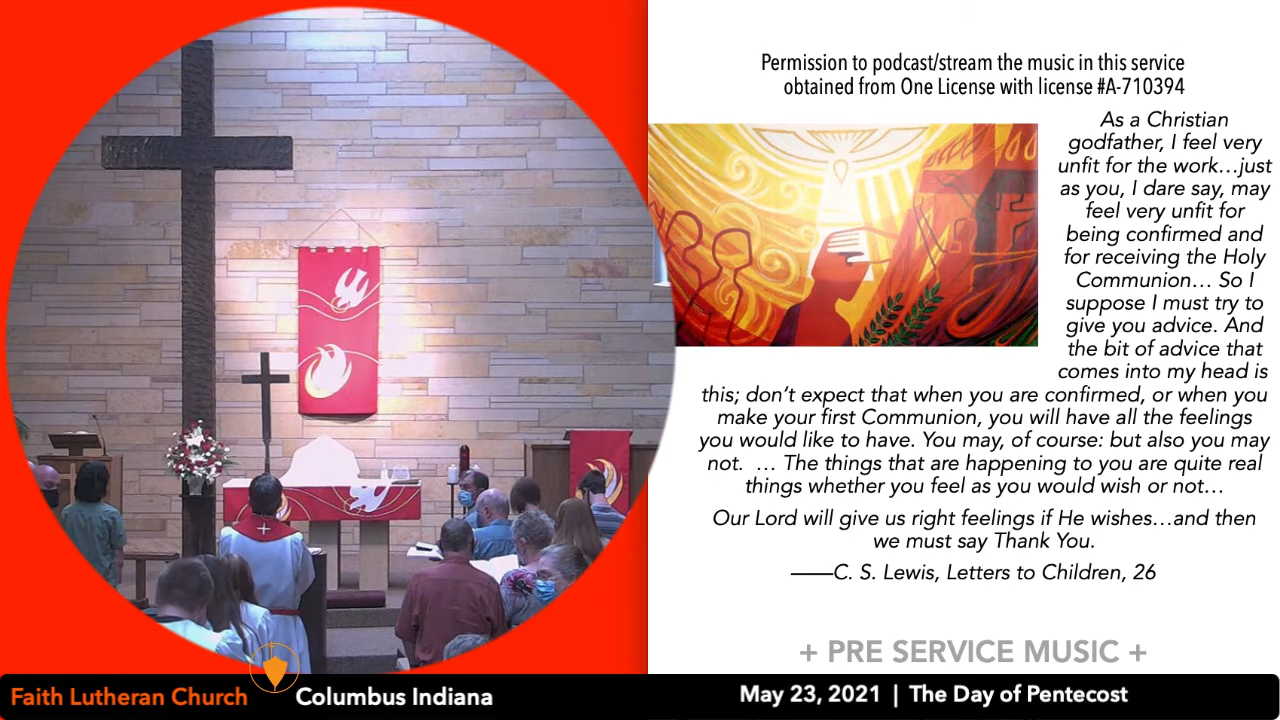 Permission to podcast/stream the music in this service
obtained from One License with license #A-710394
As a Christian
godfather, I feel very
unfit for the work…just
as you, I dare say, may
feel very unfit for
being confirmed and
for receiving the Holy
Communion… So I
suppose I must try to
give you advice. And
the bit of advice that
comes into my head is
this; don’t expect that when you are confirmed, or when you
make your first Communion, you will have all the feelings
you would like to have. You may, of course: but also you may
not. … The things that are happening to you are quite real
things whether you feel as you would wish or not…
Our Lord will give us right feelings if He wishes…and then
we must say Thank You.
——C. S. Lewis, Letters to Children, 26
+ PRE SERVICE MUSIC +
Faith Lutheran Church Columbus Indiana
May 23, 2021 | The Day of Pentecost